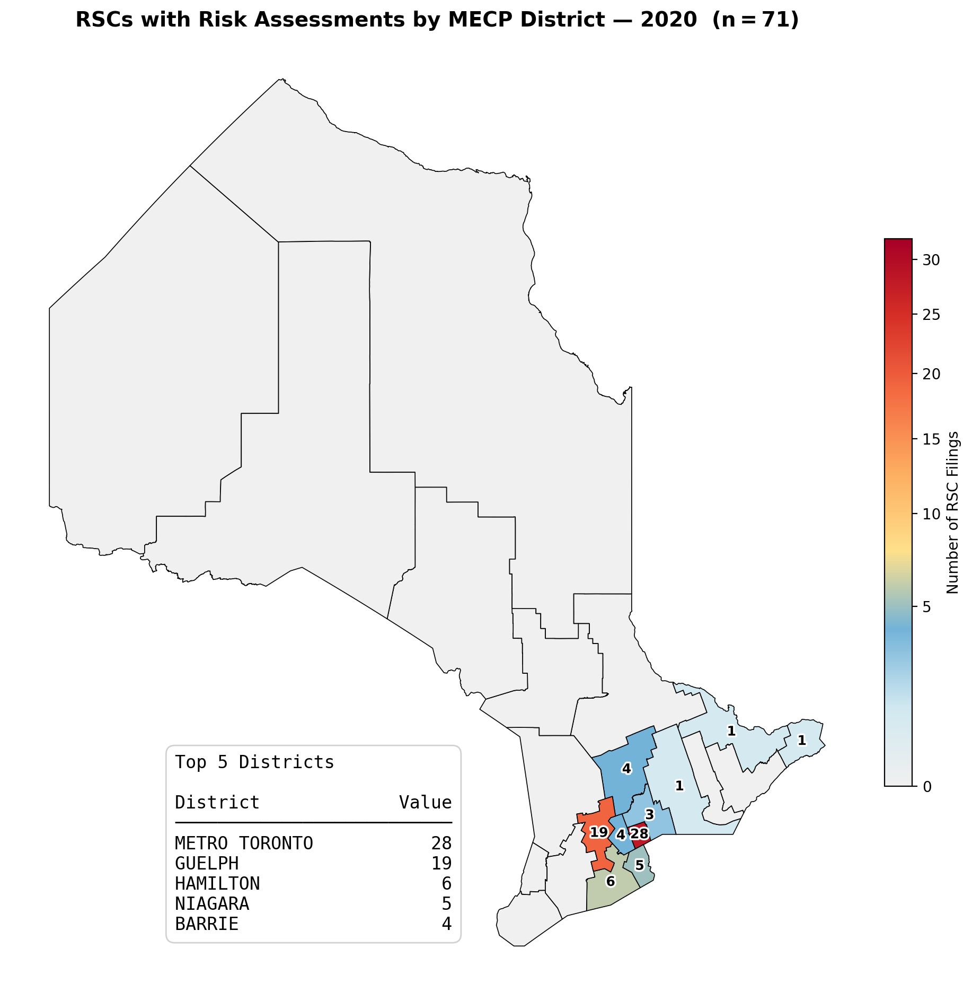 RSCs with Risk Assessments by MECP District — 2020 (n = 71)
30
25
20
15
10
5
0
Number of RSC Filings
1
1
4
1
3
19
4
28
5
6
Top 5 Districts
District Value
METRO TORONTO 28
GUELPH 19
HAMILTON 6
NIAGARA 5
BARRIE 4